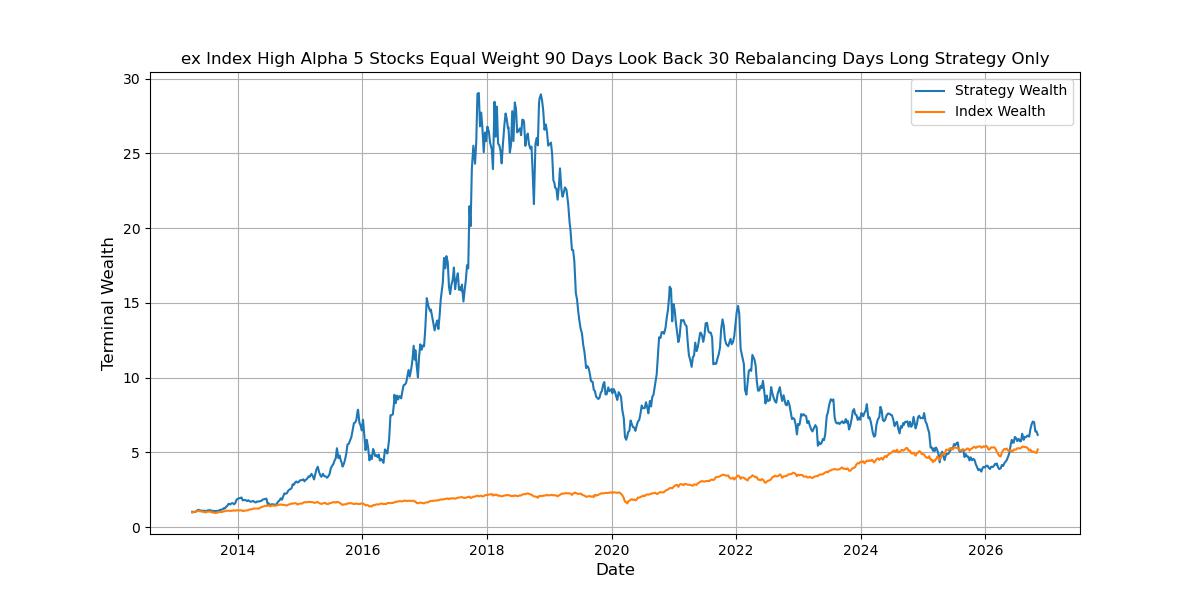 ex Index High Alpha 5 Stocks Equal Weight 90 Days Look Back 30 Rebalancing Days Long Strategy Only
Strategy Wealth
Index Wealth
Terminal Wealth
30
25
20
15
10
5
0
2014 2016 2018 2020 2022 2024 2026
Date